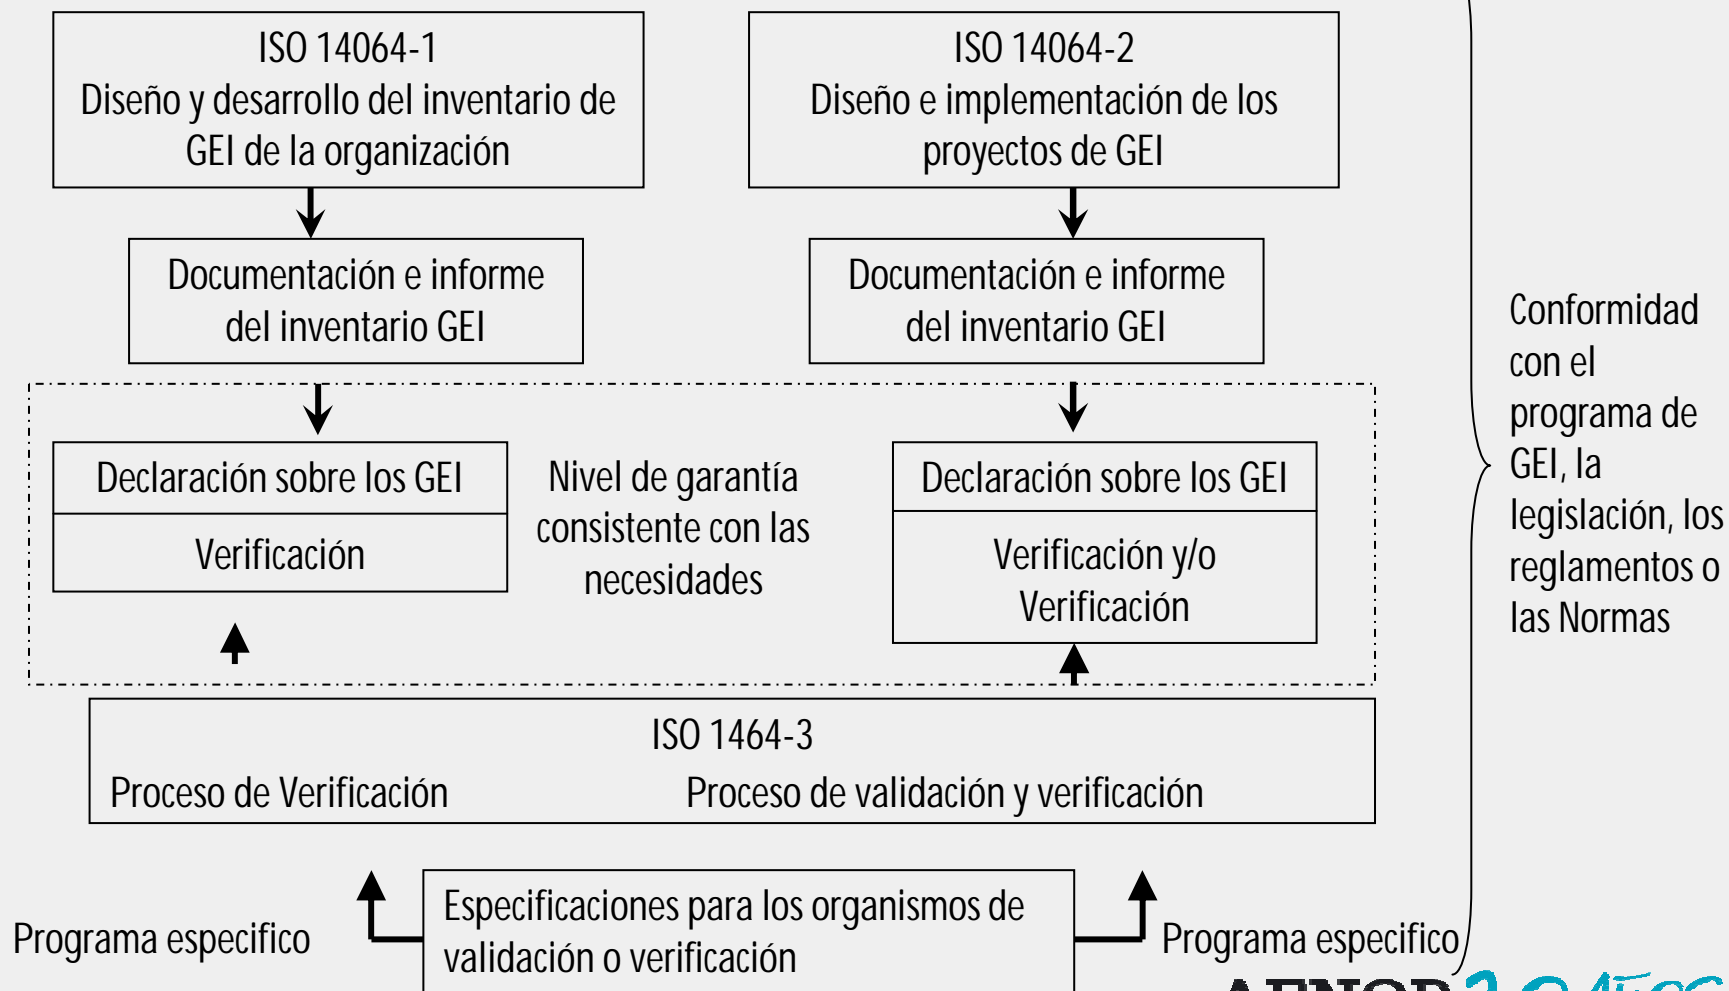 ISO 14064-1
Diseño y desarrollo del inventario de
GEI de la organización
ISO 14064-2
Diseño e implementación de los
proyectos de GEI
Documentación e informe
del inventario GEI
Documentación e informe
del inventario GEI
Declaración sobre los GEI
Verificación
Nivel de garantía
consistente con las
necesidades
Declaración sobre los GEI
Verificación y/o
Verificación
ISO 1464-3
Proceso de Verificación
Proceso de validación y verificación
Programa especifico
Especificaciones para los organismos de
validación o verificación
Programa especifico
Conformidad
con el
programa de
GEI, la
legislación, los
reglamentos o
las Normas